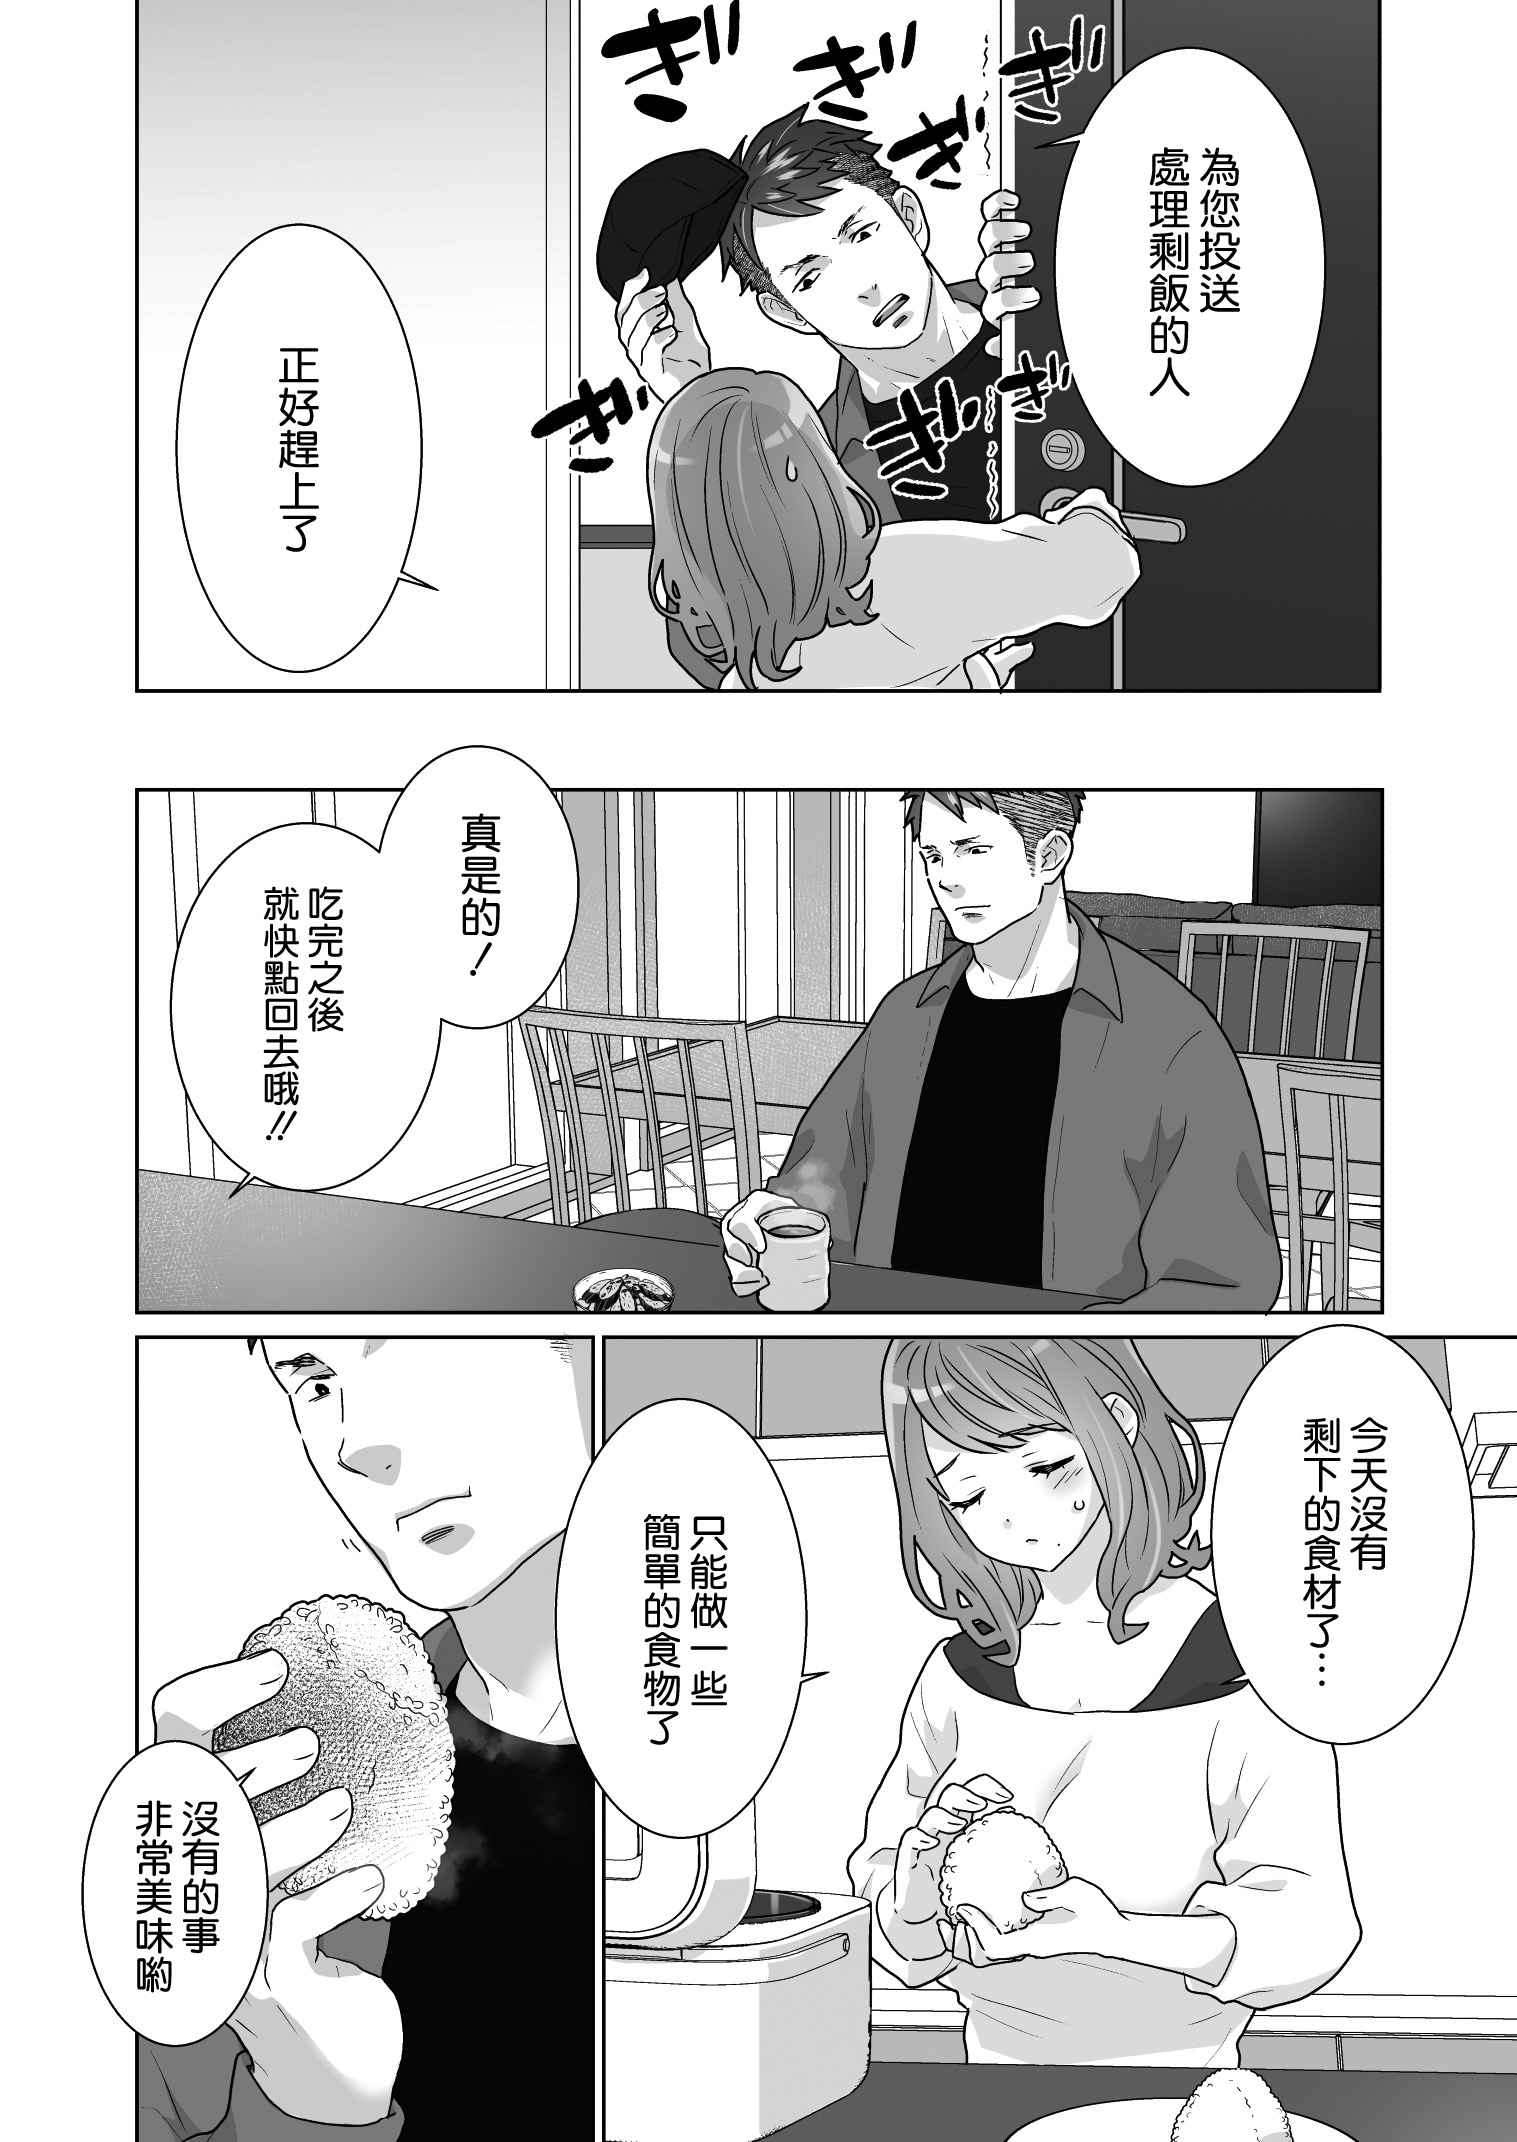 為您投送
處理剩飯的人
正好趕上了
ぎ
ぎ
ぎ
ぎ
ぎ
ぎ
ぎ
真是的！
吃完之後
就快點回去哦!!
今天沒有
剩下的食材了…
只能做一些
簡單的食物了
沒有的事
非常美味喲